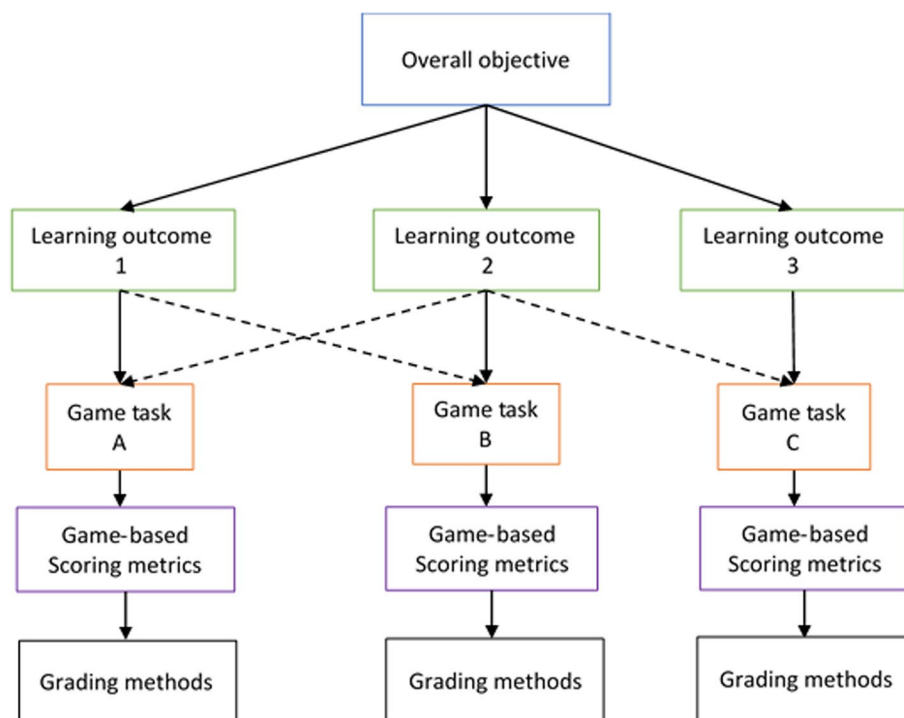 Overall objective
Learning outcome
1
Learning outcome
2
Learning outcome
3
Game task
A
Game task
B
Game task
C
Game-based
Scoring metrics
Game-based
Scoring metrics
Game-based
Scoring metrics
Grading methods
Grading methods
Grading methods